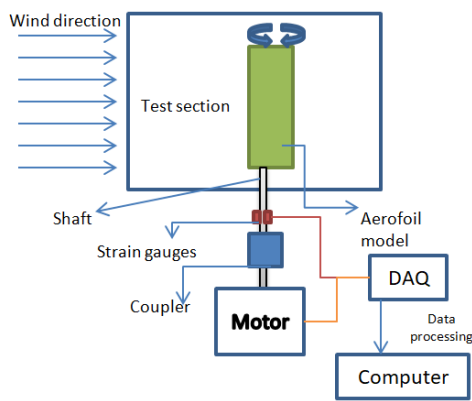 Wind direction
Test section
Shaft
Aerofoil
model
Strain gauges
DAQ
Coupler
Motor
Data
processing
Computer